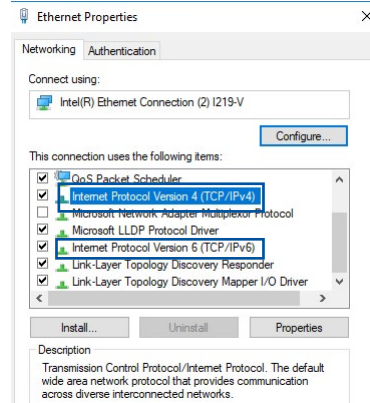 Ethernet Properties
Networking Authentication
Connect using:
Intel(R) Ethernet Connection (2) I219-V
Configure...
This connection uses the following items:
QoS Packet Scheduler
Internet Protocol Version 4 (TCP/IPv4)
Microsoft Network Adapter Multiplexor Protocol
Microsoft LLDP Protocol Driver
Internet Protocol Version 6 (TCP/IPv6)
Link-Layer Topology Discovery Responder
Link-Layer Topology Discovery Mapper I/O Driver
Install... Uninstall Properties
Description
Transmission Control Protocol/Internet Protocol. The default
wide area network protocol that provides communication
across diverse interconnected networks.